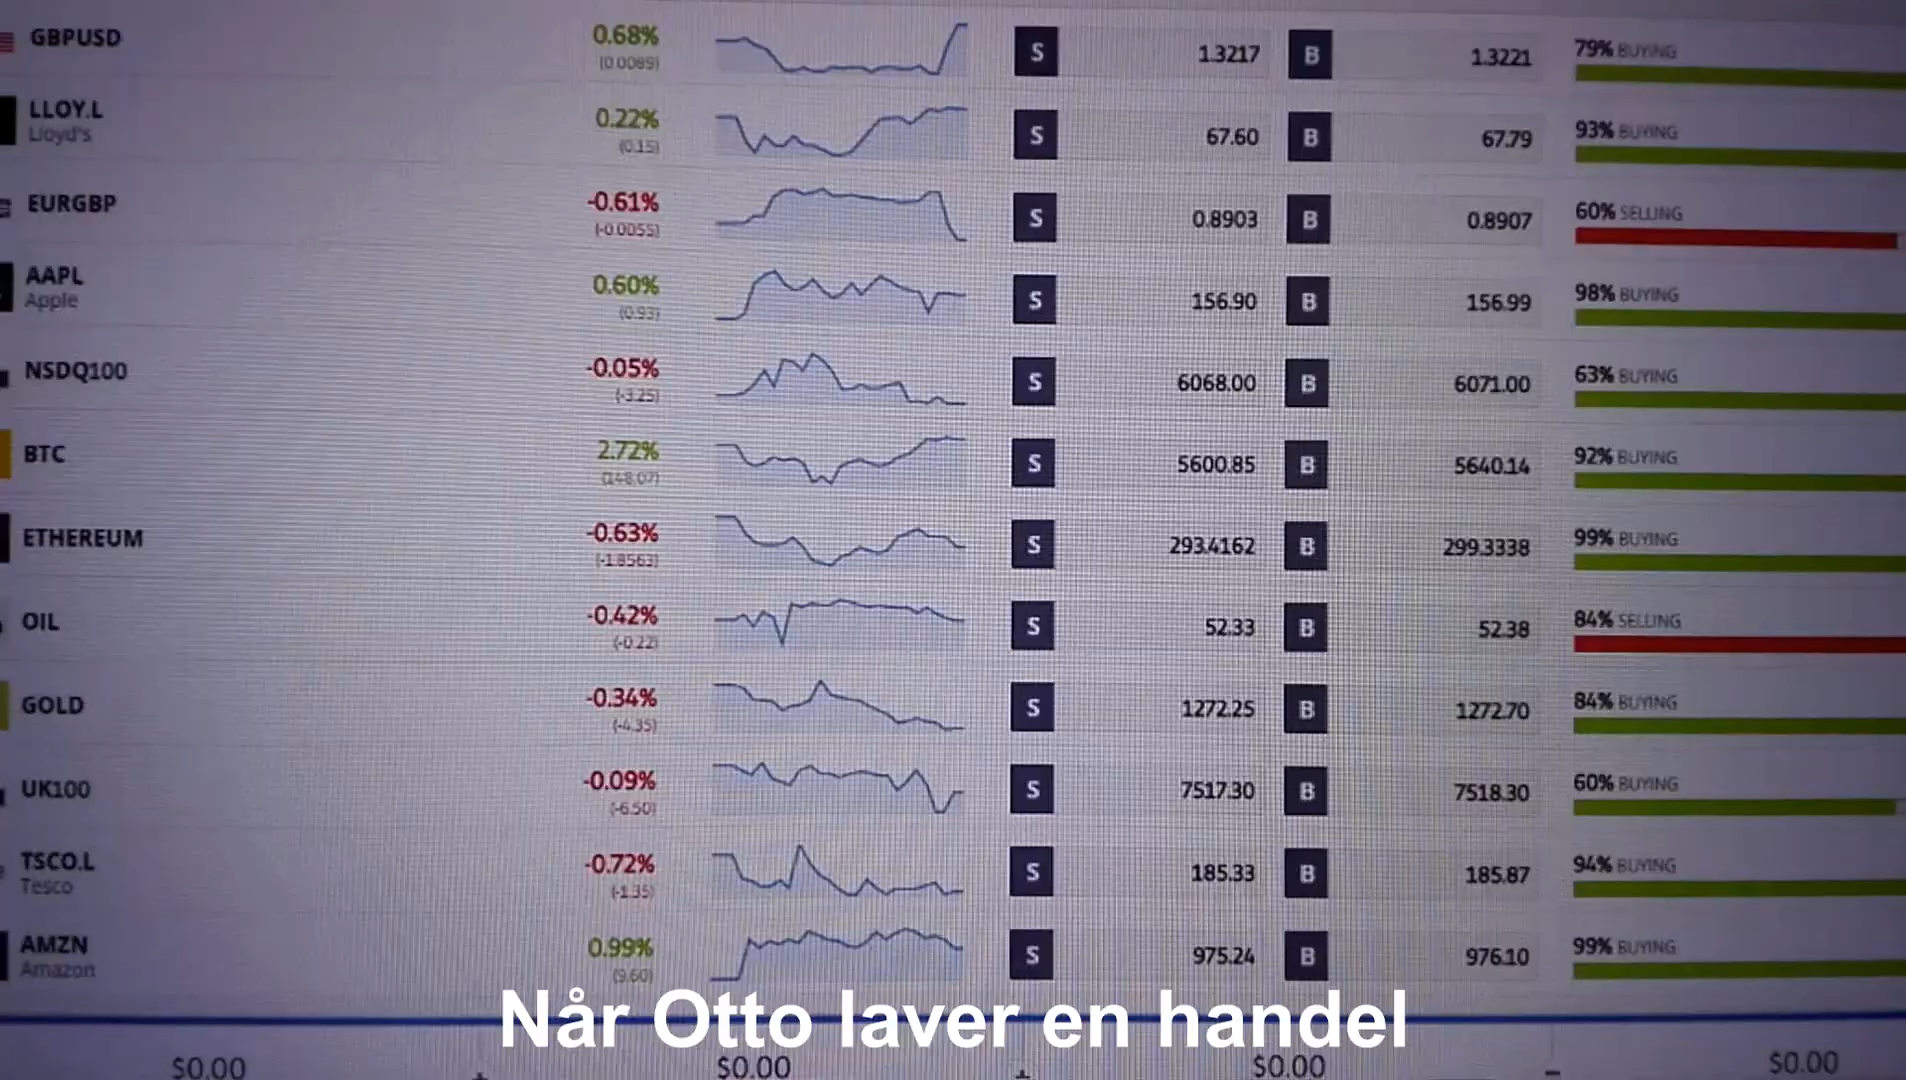 GBPUSD 0.68% (0.0089) S 1.3217 B 1.3221 79% BUYING
LLOY.L Lloyd's 0.22% (0.15) S 67.60 B 67.79 93% BUYING
EURGBP -0.61% (-0.0055) S 0.8903 B 0.8907 60% SELLING
AAPL Apple 0.60% (0.93) S 156.90 B 156.99 98% BUYING
NSDQ100 -0.05% (-3.25) S 6068.00 B 6071.00 63% BUYING
BTC 2.72% (148.07) S 5600.85 B 5640.14 92% BUYING
ETHEREUM -0.63% (-1.8563) S 293.4162 B 299.3338 99% BUYING
OIL -0.42% (-0.22) S 52.33 B 52.38 84% SELLING
GOLD -0.34% (-4.35) S 1272.25 B 1272.70 84% BUYING
UK100 -0.09% (-6.50) S 7517.30 B 7518.30 60% BUYING
TSCO.L Tesco -0.72% (-1.35) S 185.33 B 185.87 94% BUYING
AMZN Amazon 0.99% (9.60) S 975.24 B 976.10 99% BUYING
Når Otto laver en handel
$0.00 $0.00 $0.00 $0.00